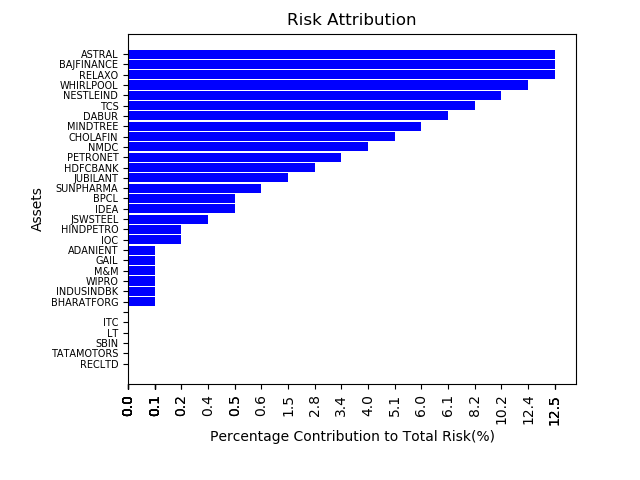 Risk Attribution
ASTRAL
BAJFINANCE
RELAXO
WHIRLPOOL
NESTLEIND
TCS
DABUR
MINDTREE
CHOLAFIN
NMDC
PETRONET
HDFCBANK
JUBILANT
SUNPHARMA
BPCL
IDEA
JSWSTEEL
HINDPETRO
IOC
ADANIENT
GAIL
M&M
WIPRO
INDUSINDBK
BHARATFORG
ITC
LT
SBIN
TATAMOTORS
RECLTD
Assets
0.0 0.1 0.2 0.4 0.5 0.6 1.5 2.8 3.4 4.0 5.1 6.0 6.1 8.2 10.2 12.4 12.5
Percentage Contribution to Total Risk(%)